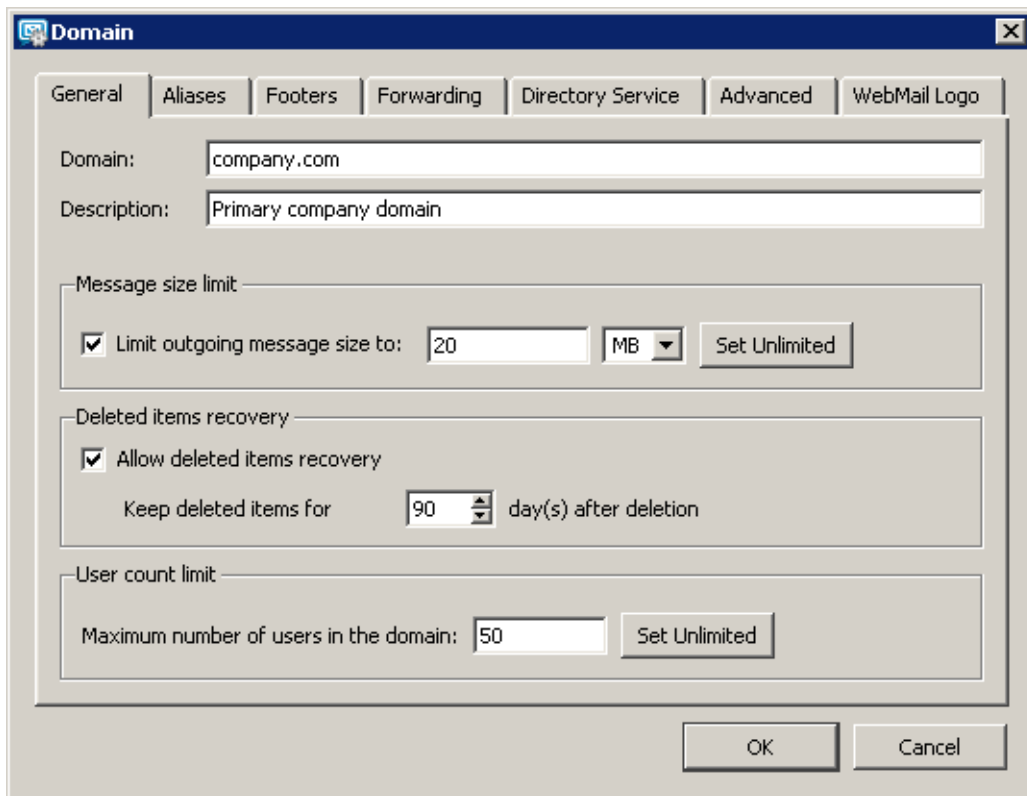 Domain
General Aliases Footers Forwarding Directory Service Advanced WebMail Logo
Domain: company.com
Description: Primary company domain
Message size limit
Limit outgoing message size to: 20 MB Set Unlimited
Deleted items recovery
Allow deleted items recovery
Keep deleted items for 90 day(s) after deletion
User count limit
Maximum number of users in the domain: 50 Set Unlimited
OK Cancel